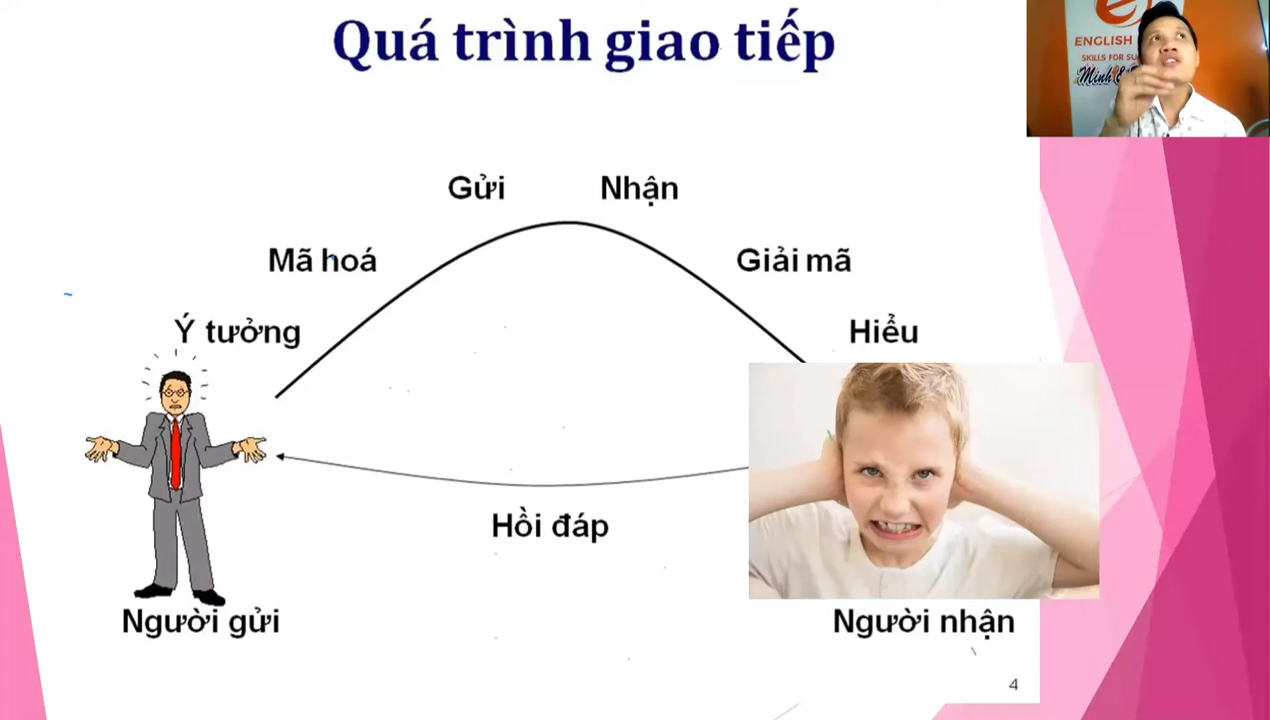 Quá trình giao tiếp
ENGLISH
SKILLS FOR SU
Minh &
Gửi
Nhận
Mã hoá
Giải mã
Ý tưởng
Hiểu
Hồi đáp
Người gửi
Người nhận
4